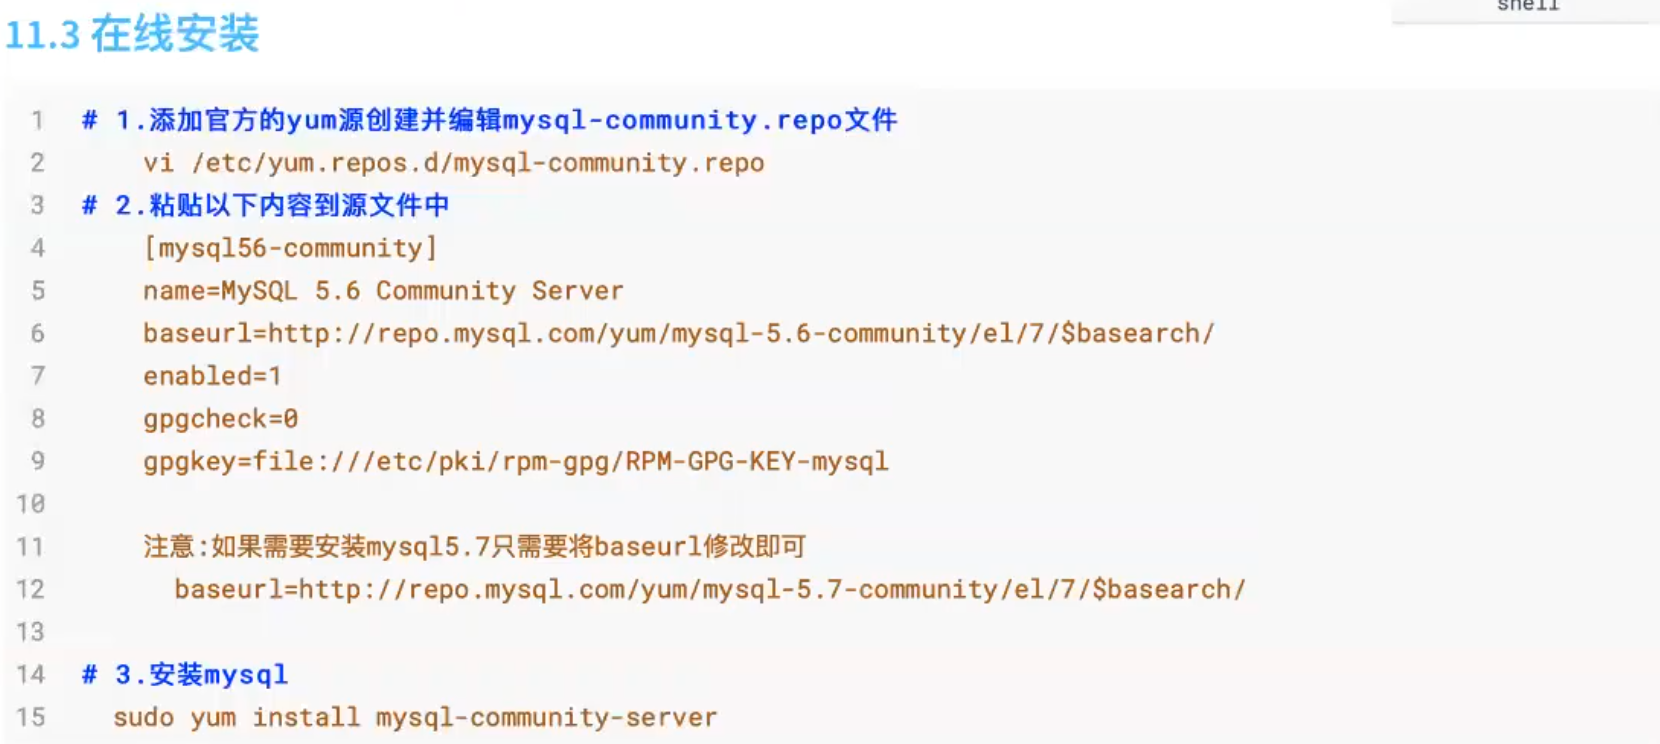 shell
11.3 在线安装
1 # 1.添加官方的yum源创建并编辑mysql-community.repo文件
2 vi /etc/yum.repos.d/mysql-community.repo
3 # 2.粘贴以下内容到源文件中
4 [mysql56-community]
5 name=MySQL 5.6 Community Server
6 baseurl=http://repo.mysql.com/yum/mysql-5.6-community/el/7/$basearch/
7 enabled=1
8 gpgcheck=0
9 gpgkey=file:///etc/pki/rpm-gpg/RPM-GPG-KEY-mysql
10
11 注意:如果需要安装mysql5.7只需要将baseurl修改即可
12 baseurl=http://repo.mysql.com/yum/mysql-5.7-community/el/7/$basearch/
13
14 # 3.安装mysql
15 sudo yum install mysql-community-server